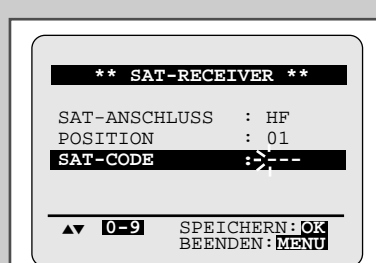 ** SAT-RECEIVER **
SAT-ANSCHLUSS : HF
POSITION : 01
SAT-CODE :----
▲▼ 0-9 SPEICHERN:OK
BEENDEN:MENU